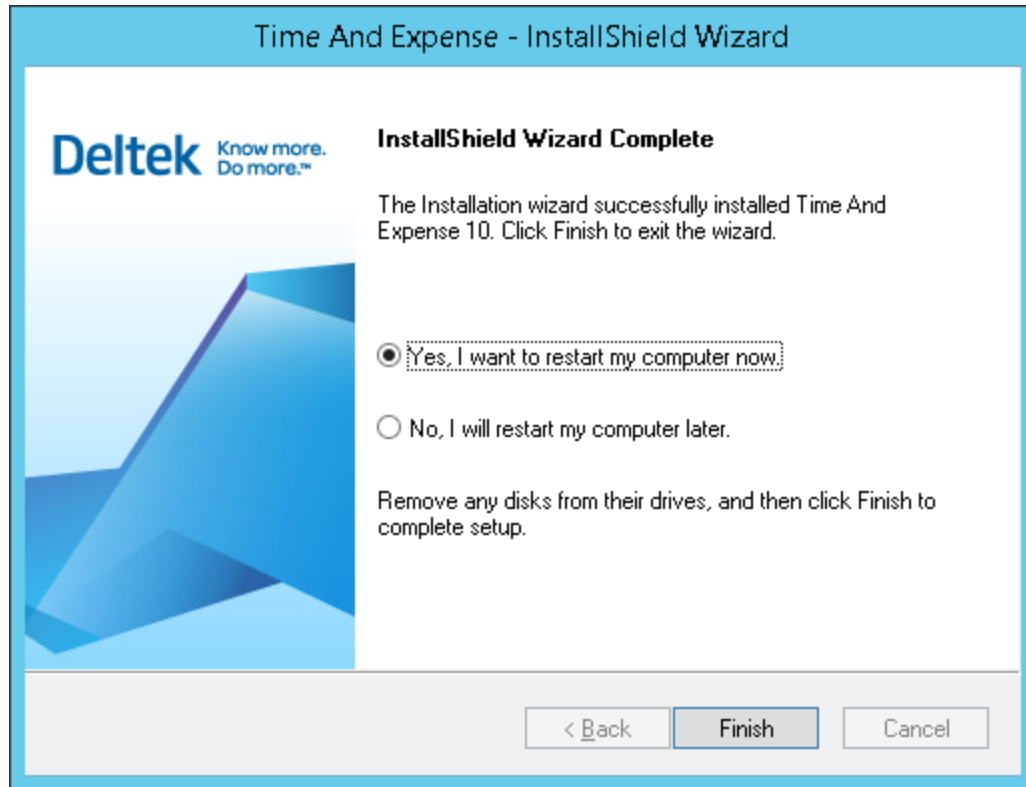 Time And Expense - InstallShield Wizard
Deltek Know more.
Do more.™
InstallShield Wizard Complete
The Installation wizard successfully installed Time And
Expense 10. Click Finish to exit the wizard.
Yes, I want to restart my computer now.
No, I will restart my computer later.
Remove any disks from their drives, and then click Finish to
complete setup.
< Back Finish Cancel